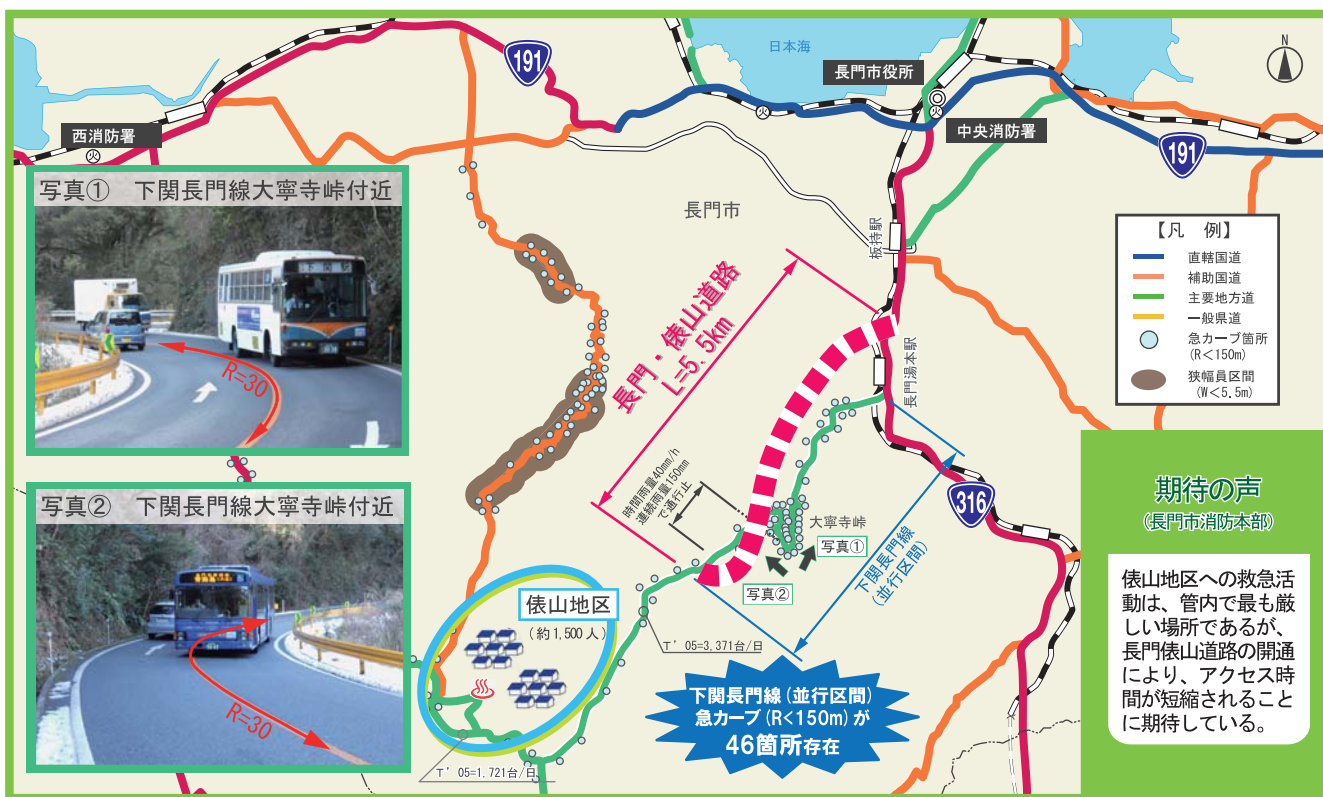 191
日本海
長門市役所
N
西消防署
火
火
火
中央消防署
191
写真① 下関長門線大寧寺峠付近
R=30
長門市
板持駅
【凡 例】
直轄国道
補助国道
主要地方道
一般県道
急カーブ箇所
(R<150m)
狭幅員区間
(W<5.5m)
長門・俵山道路
L=5.5km
長門湯本駅
時間雨量40mm/h
連続雨量150mm
で通行止
316
大寧寺峠
写真①
写真②
下関長門線
(並行区間)
写真② 下関長門線大寧寺峠付近
R=30
俵山地区
(約1,500人)
T'05=3,371台/日
T'05=1,721台/日
下関長門線(並行区間)
急カーブ(R<150m)が
46箇所存在
期待の声
(長門市消防本部)
俵山地区への救急活
動は、管内で最も厳
しい場所であるが、
長門俵山道路の開通
により、アクセス時
間が短縮されること
に期待している。